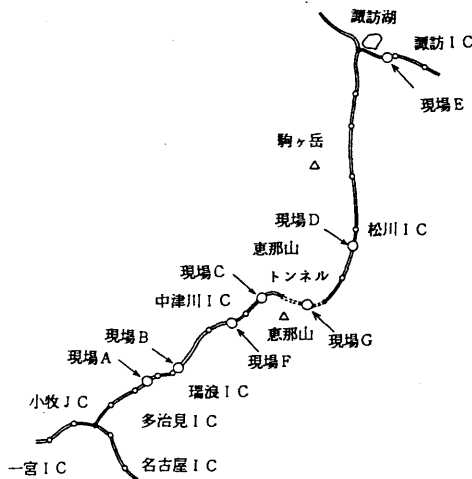 諏訪湖
諏訪IC
現場E
駒ヶ岳
現場D
松川IC
恵那山
トンネル
現場C
中津川IC
恵那山
現場G
現場B
現場F
現場A
瑞浪IC
小牧JC
多治見IC
一宮IC
名古屋IC